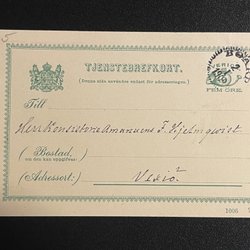 TJENSTEBREFKORT.
(Denna sida användes endast för adresseringen).
FEM ÖRE.
Till
Herr Konsistorie Amanuens F. Hjelmqvist
(Bostad,
om den kan uppgifvas:)
(Adressort:) Vexiö.
1006